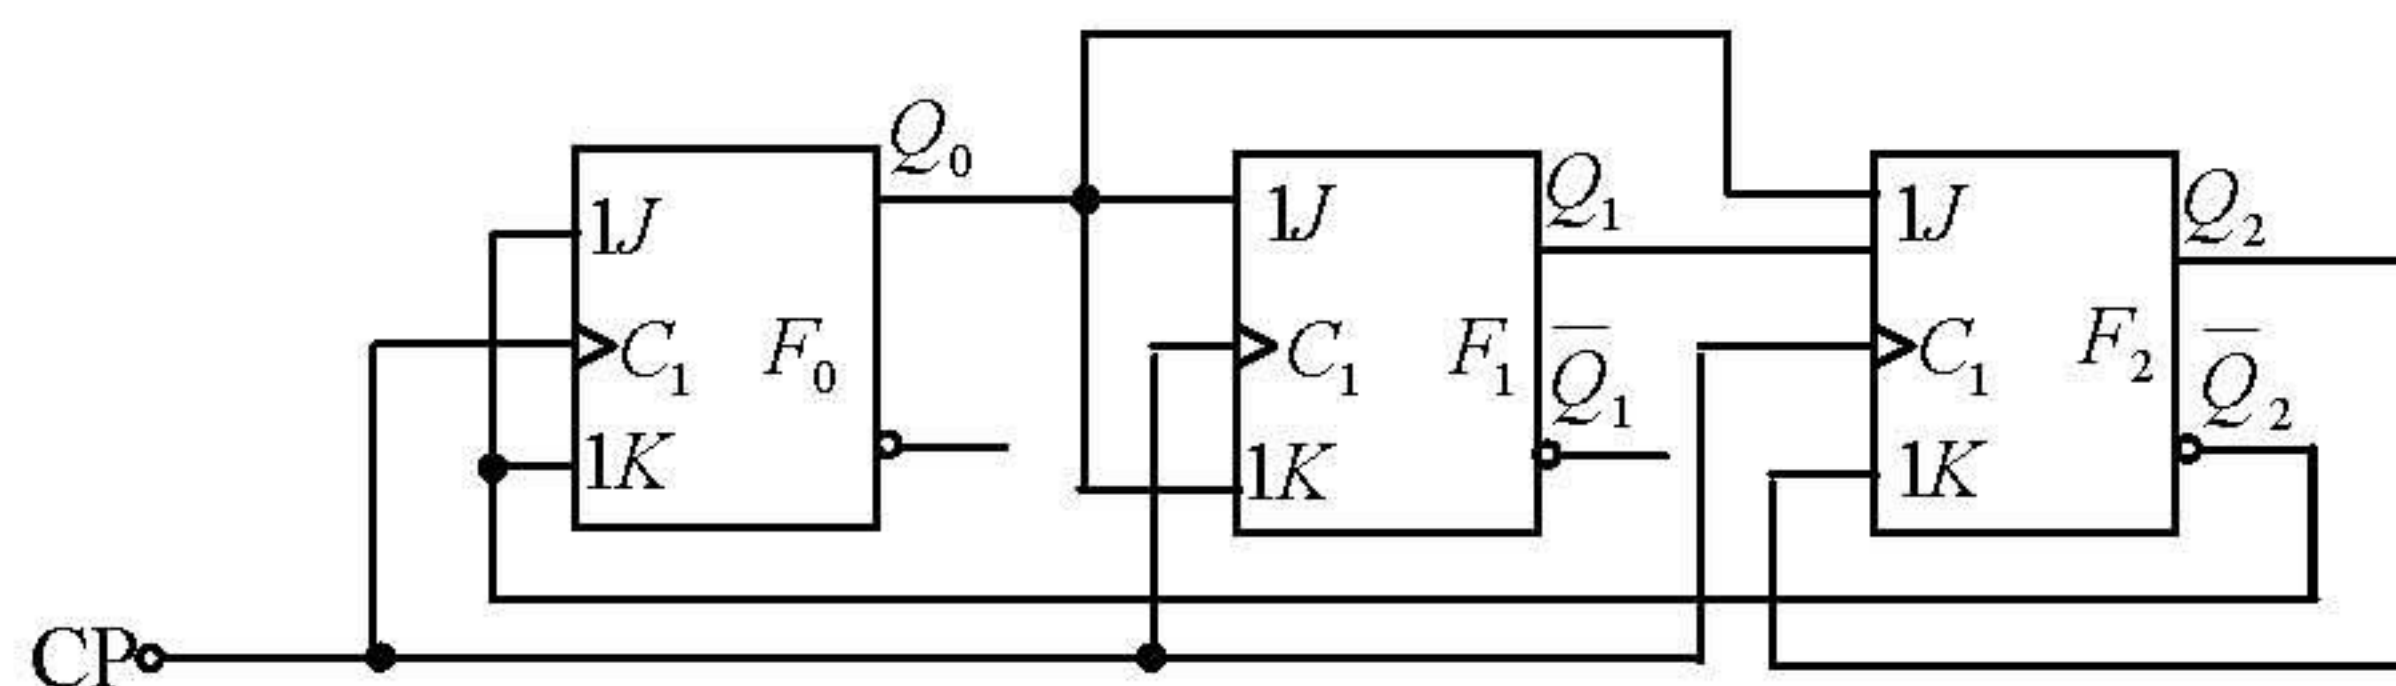 Q₀
1J
C₁ F₀
1K
Q₁
1J
C₁ F₁
Q̅₁
1K
Q₂
1J
C₁ F₂
Q̅₂
1K
CP